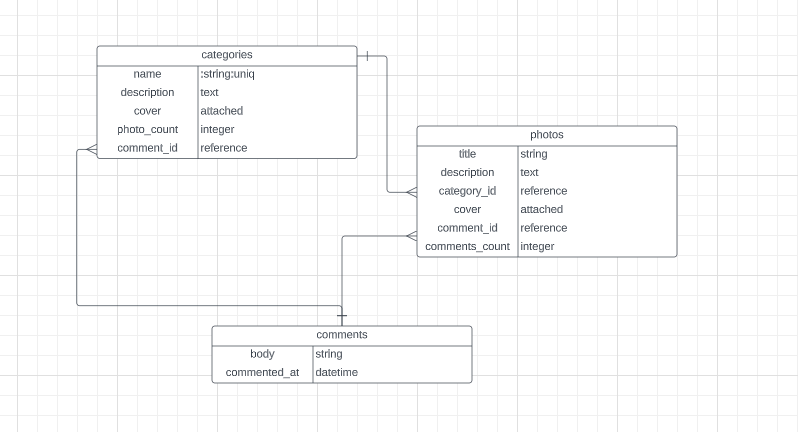 categories
name :string:uniq
description text
cover attached
photo_count integer
comment_id reference
photos
title string
description text
category_id reference
cover attached
comment_id reference
comments_count integer
comments
body string
commented_at datetime